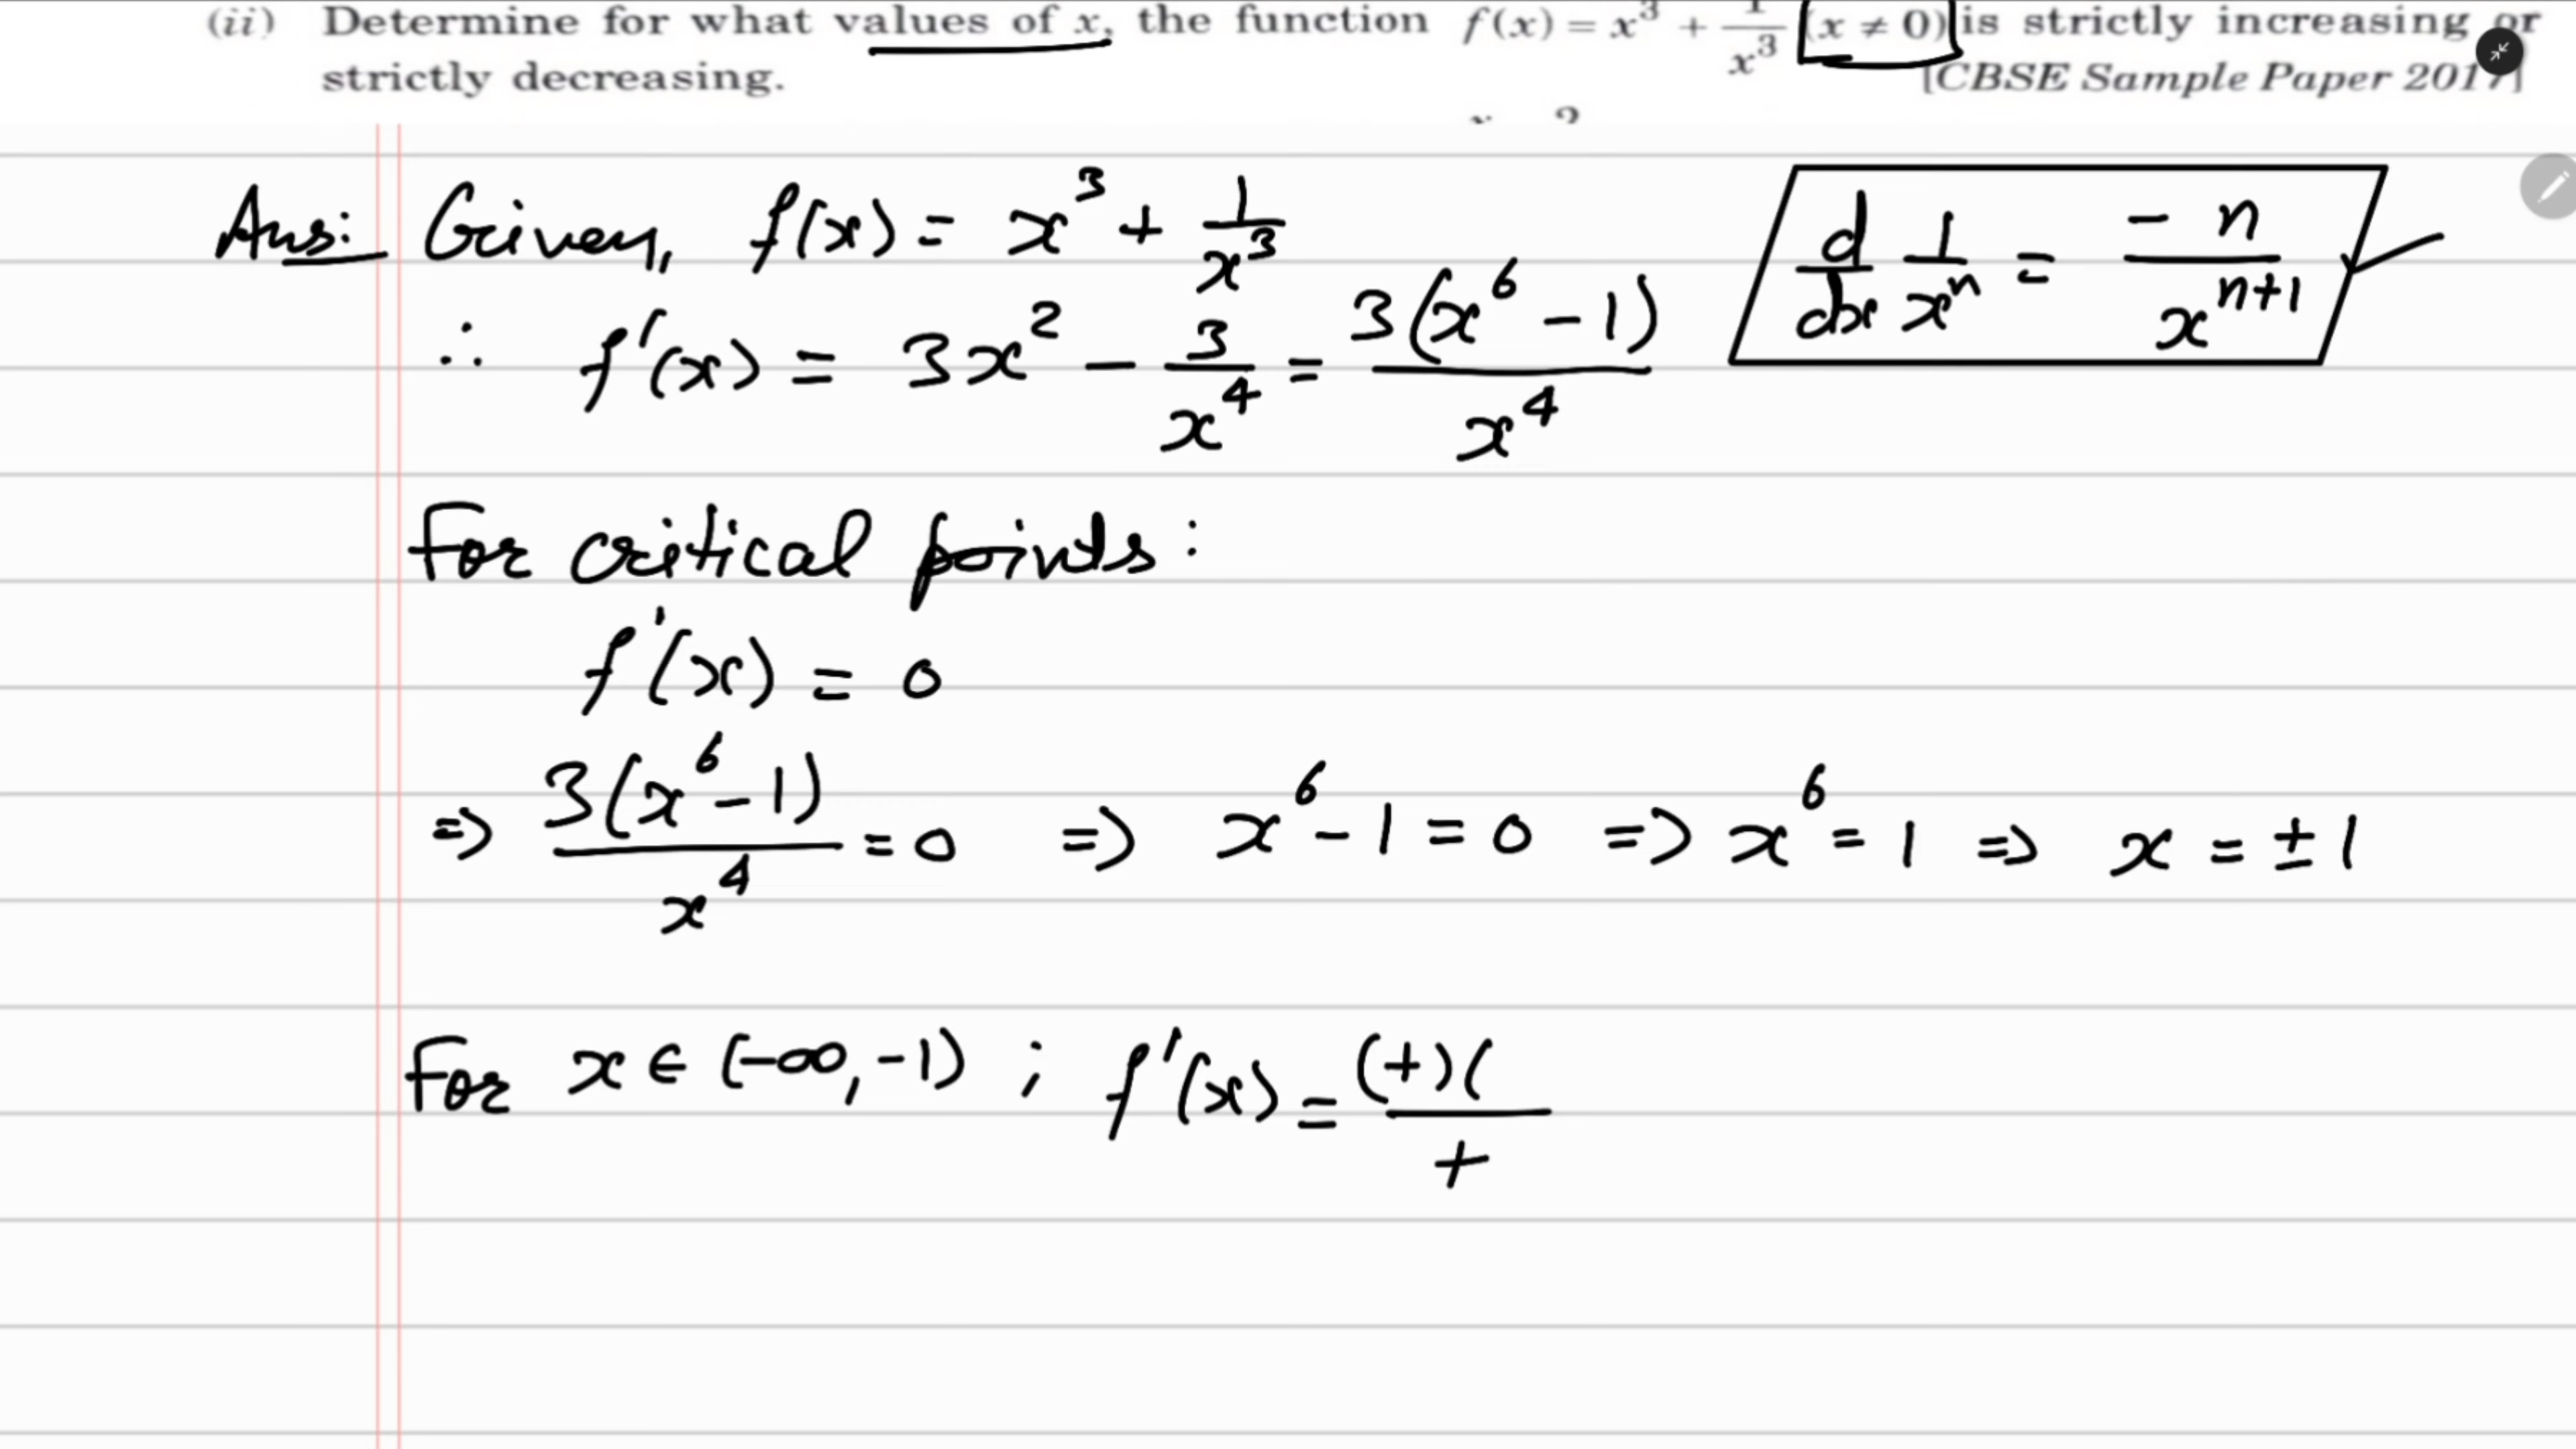 (ii) Determine for what values of x, the function f(x) = x³ + 1/x³ (x ≠ 0) is strictly increasing or
strictly decreasing. [CBSE Sample Paper 2017]
Ans: Given, f(x) = x³ + 1/x³
d/dx 1/xⁿ = -n/xⁿ⁺¹ ✓
∴ f'(x) = 3x² - 3/x⁴ = 3(x⁶ - 1)/x⁴
For critical points:
f'(x) = 0
=> 3(x⁶-1)/x⁴ = 0 => x⁶ - 1 = 0 => x⁶ = 1 => x = ±1
For x ∈ (-∞, -1) ; f'(x) = (+)(/+